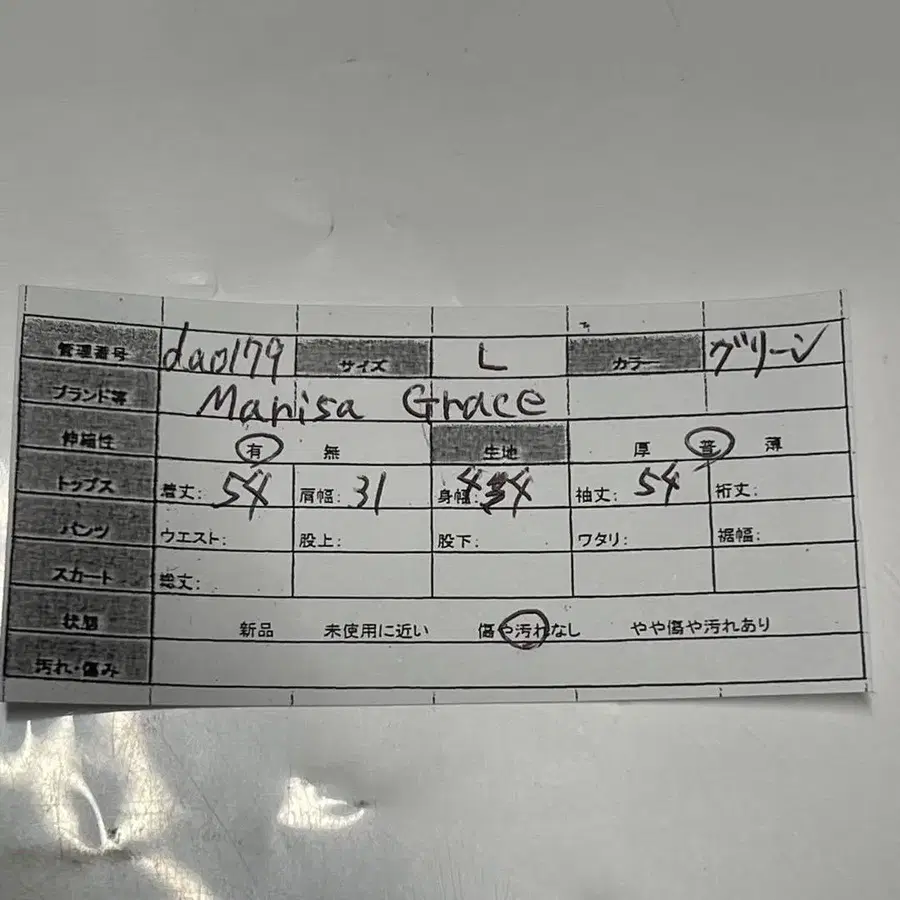 管理番号 dao179 サイズ L カラー グリーン
ブランド等 Manisa Grace
伸縮性 有 無 生地 厚 普 薄
トップス 着丈: 54 肩幅: 31 身幅: 袖丈: 54 裄丈:
パンツ ウエスト: 股上: 股下: ワタリ: 裾幅:
スカート 総丈:
状態 新品 未使用に近い 傷や汚れなし やや傷や汚れあり
汚れ・傷み